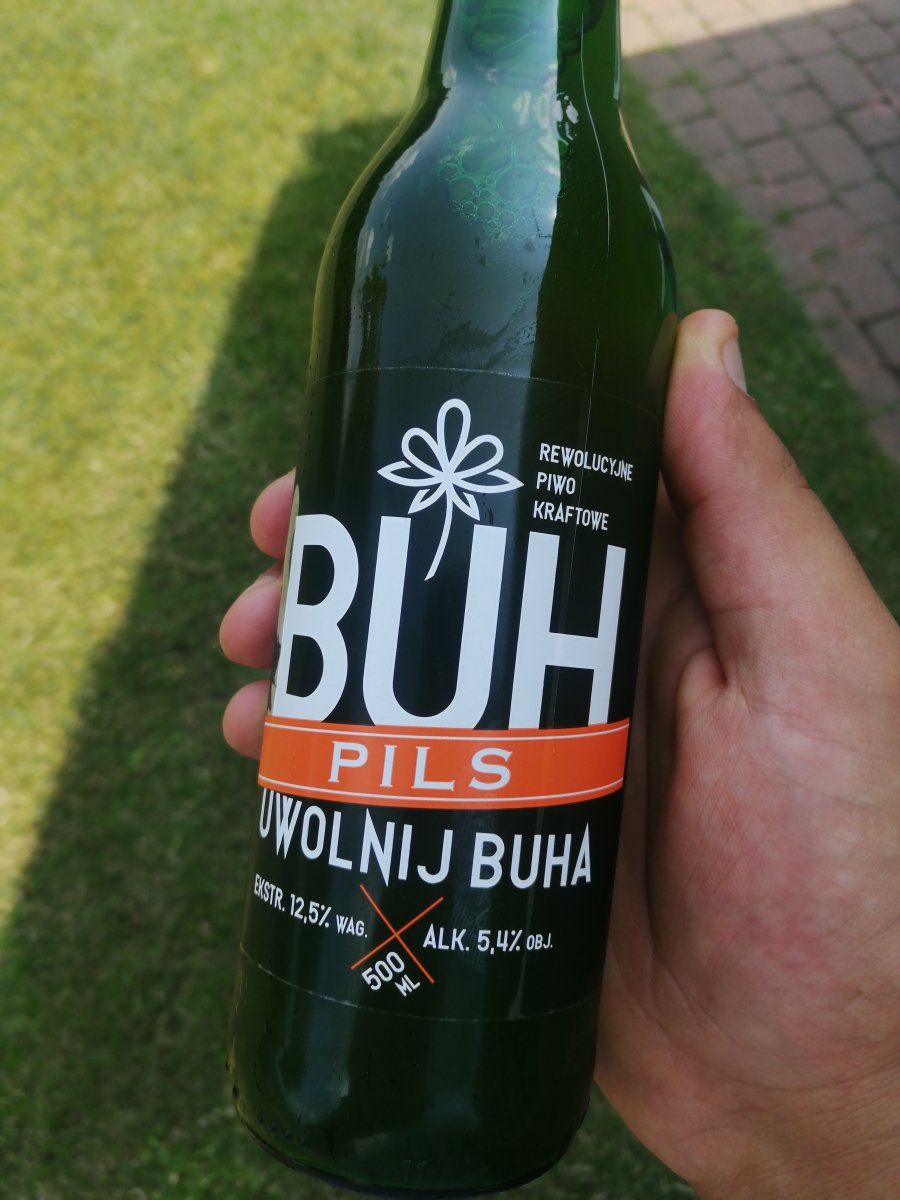 REWOLUCYJNE
PIWO
KRAFTOWE
BUH
PILS
UWOLNIJ BUHA
EKSTR. 12,5% WAG.
ALK. 5,4% OBJ.
500
ML